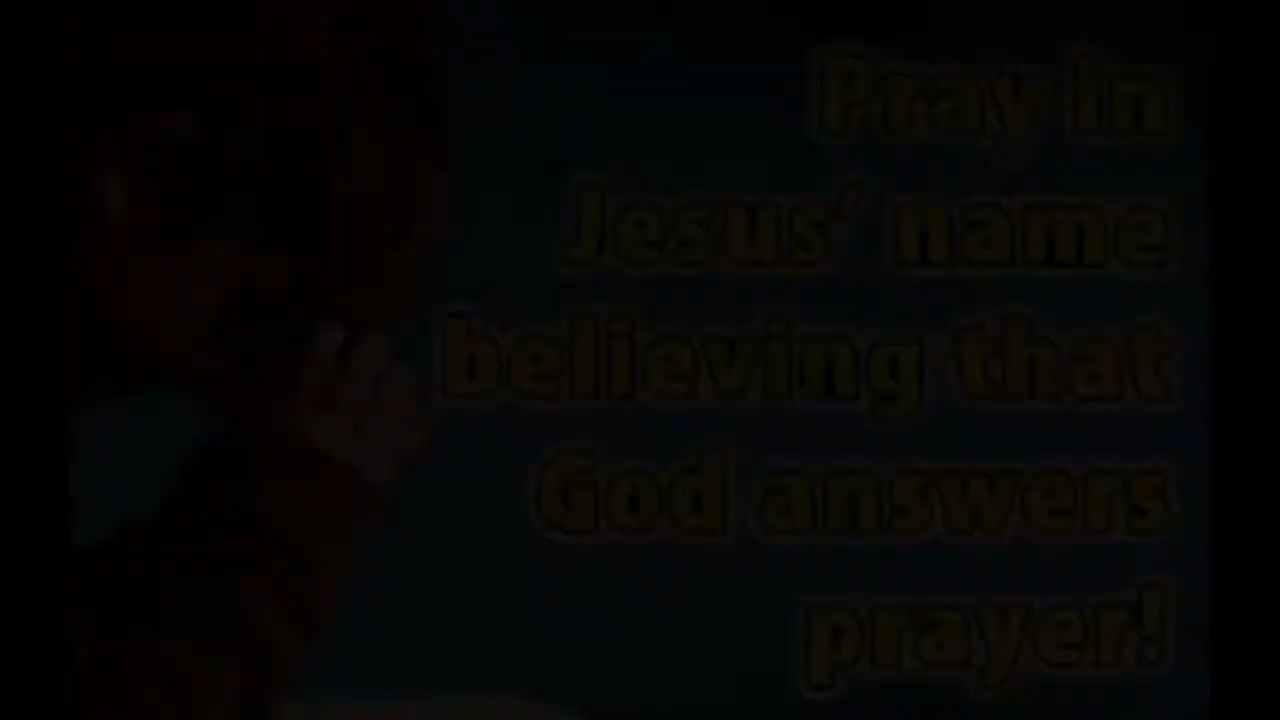 Pray in
Jesus' name
believing that
God answers
prayer!